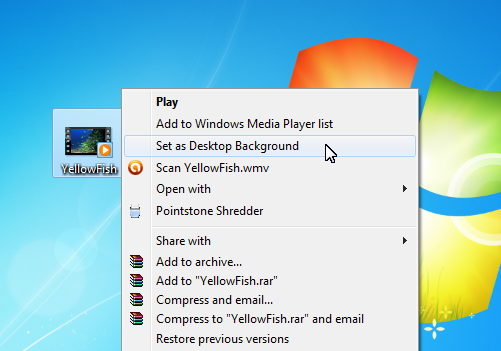 Play
Add to Windows Media Player list
Set as Desktop Background
YellowFish
Scan YellowFish.wmv
Open with
Pointstone Shredder
Share with
Add to archive...
Add to "YellowFish.rar"
Compress and email...
Compress to "YellowFish.rar" and email
Restore previous versions